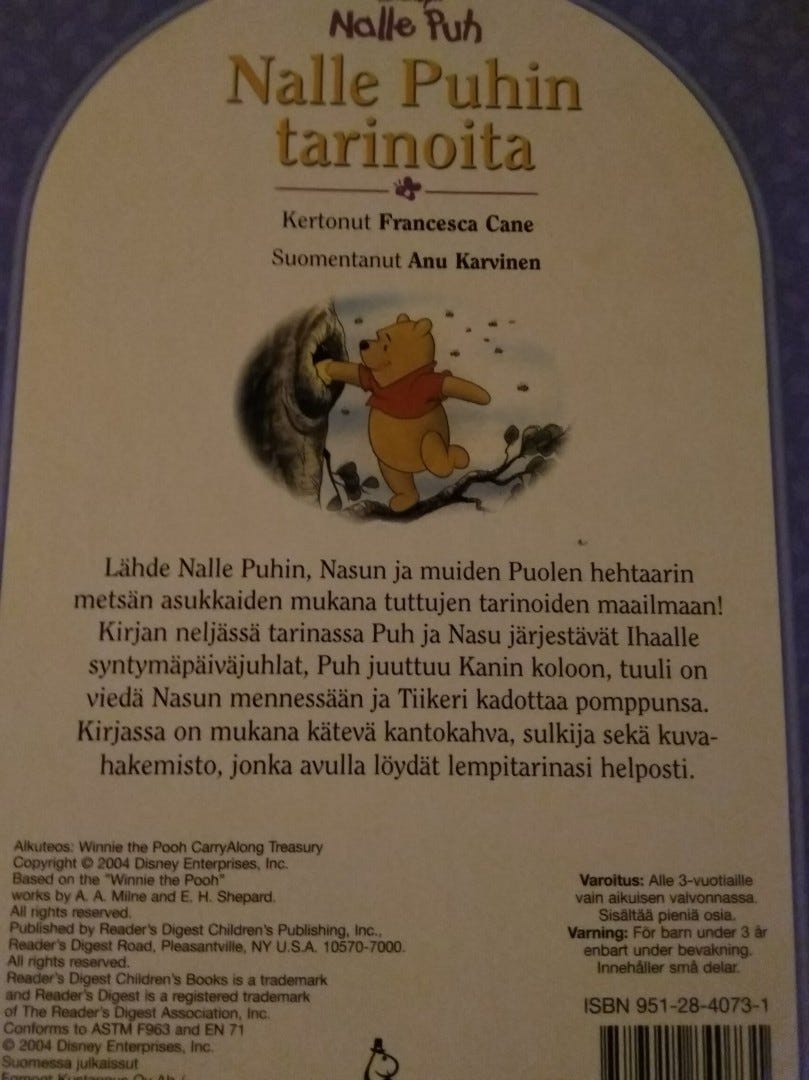 Nalle Puh
Nalle Puhin
tarinoita
Kertonut Francesca Cane
Suomentanut Anu Karvinen
Lähde Nalle Puhin, Nasun ja muiden Puolen hehtaarin
metsän asukkaiden mukana tuttujen tarinoiden maailmaan!
Kirjan neljässä tarinassa Puh ja Nasu järjestävät Ihaalle
syntymäpäiväjuhlat, Puh juuttuu Kanin koloon, tuuli on
viedä Nasun mennessään ja Tiikeri kadottaa pomppunsa.
Kirjassa on mukana kätevä kantokahva, sulkija sekä kuva-
hakemisto, jonka avulla löydät lempitarinasi helposti.
Alkuteos: Winnie the Pooh CarryAlong Treasury
Copyright © 2004 Disney Enterprises, Inc.
Based on the "Winnie the Pooh"
works by A. A. Milne and E. H. Shepard.
All rights reserved.
Published by Reader's Digest Children's Publishing, Inc.,
Reader's Digest Road, Pleasantville, NY U.S.A. 10570-7000.
All rights reserved.
Reader's Digest Children's Books is a trademark
and Reader's Digest is a registered trademark
of The Reader's Digest Association, Inc.
Conforms to ASTM F963 and EN 71
© 2004 Disney Enterprises, Inc.
Suomessa julkaissut
Egmont Kustannus Oy Ab
Varoitus: Alle 3-vuotiaille
vain aikuisen valvonnassa.
Sisältää pieniä osia.
Varning: För barn under 3 år
enbart under bevakning.
Innehåller små delar.
ISBN 951-28-4073-1